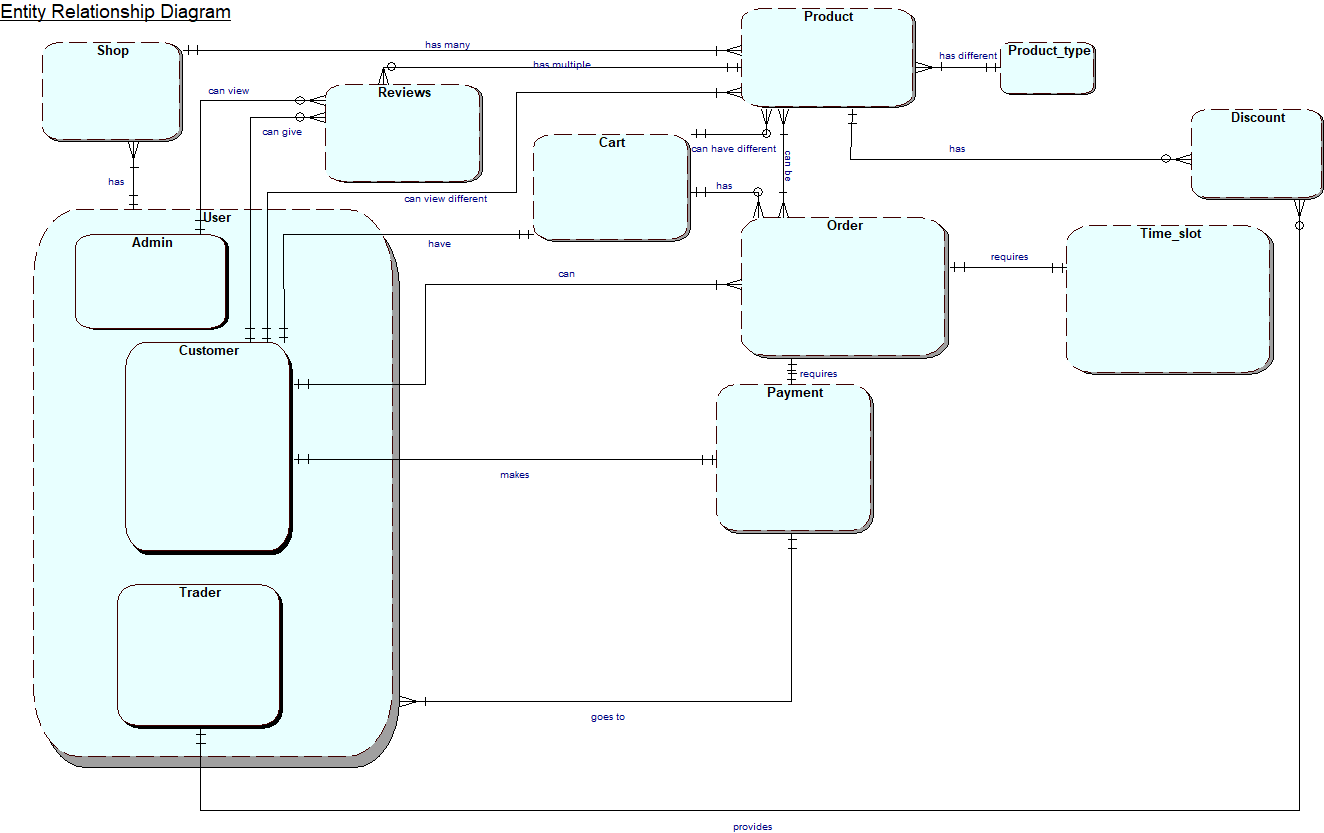 Entity Relationship Diagram
Product
Shop
has many
Product_type
has different
has multiple
Reviews
can view
can give
Discount
Cart
can have different
can be
has
has
has
can view different
User
Order
Time_slot
Admin
have
requires
can
Customer
requires
Payment
makes
Trader
goes to
provides